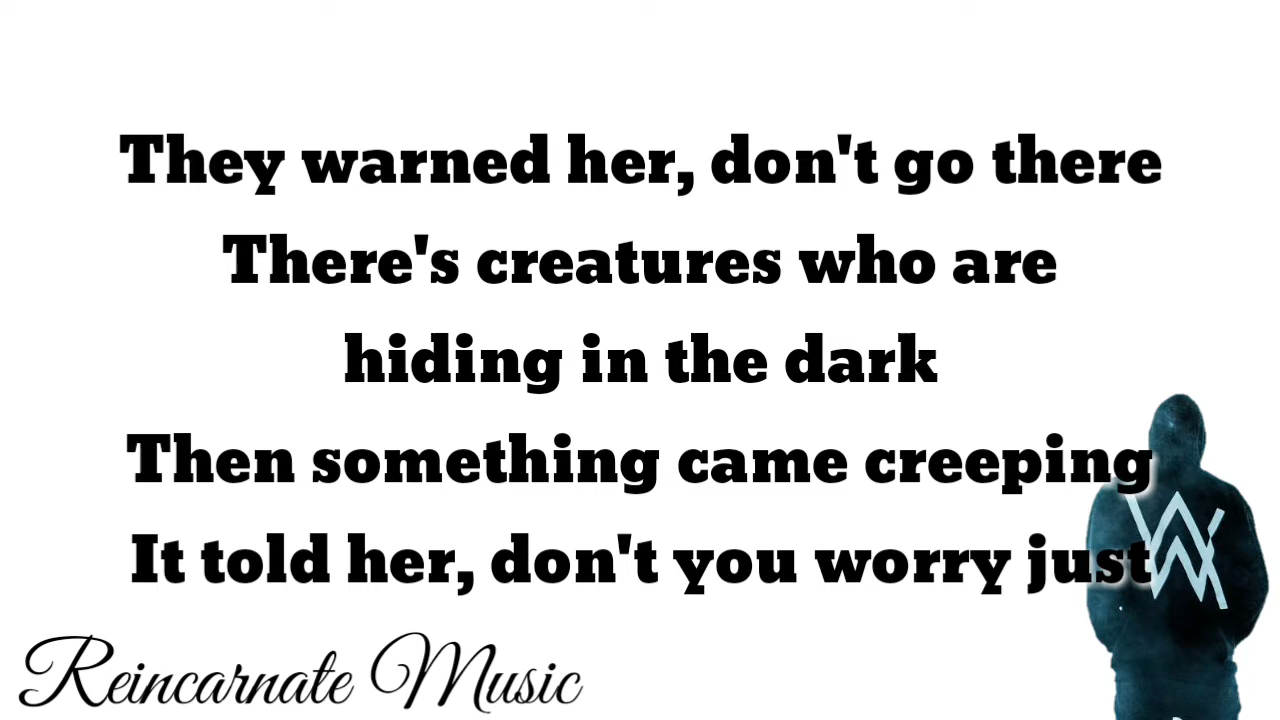 They warned her, don't go there
There's creatures who are
hiding in the dark
Then something came creeping
It told her, don't you worry just
Reincarnate Music